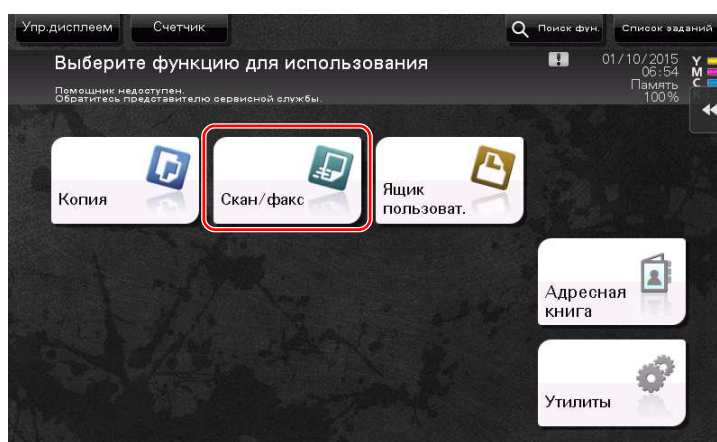 Упр.дисплеем Счетчик Поиск фун. Список заданий
Выберите функцию для использования
01/10/2015
06:54
Память
100%
Помощник недоступен.
Обратитесь представителю сервисной службы.
Y
M
C
Копия
Скан/факс
Ящик
пользоват.
Адресная
книга
Утилиты